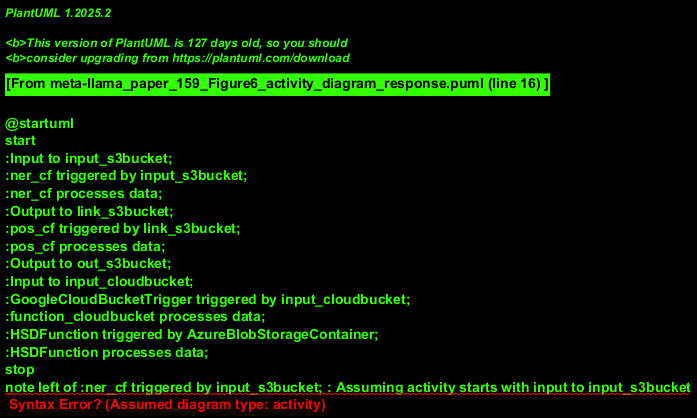 PlantUML 1.2025.2
<b>This version of PlantUML is 127 days old, so you should
<b>consider upgrading from https://plantuml.com/download
[From meta-llama_paper_159_Figure6_activity_diagram_response.puml (line 16) ]
@startuml
start
:Input to input_s3bucket;
:ner_cf triggered by input_s3bucket;
:ner_cf processes data;
:Output to link_s3bucket;
:pos_cf triggered by link_s3bucket;
:pos_cf processes data;
:Output to out_s3bucket;
:Input to input_cloudbucket;
:GoogleCloudBucketTrigger triggered by input_cloudbucket;
:function_cloudbucket processes data;
:HSDFunction triggered by AzureBlobStorageContainer;
:HSDFunction processes data;
stop
note left of :ner_cf triggered by input_s3bucket; : Assuming activity starts with input to input_s3bucket
Syntax Error? (Assumed diagram type: activity)